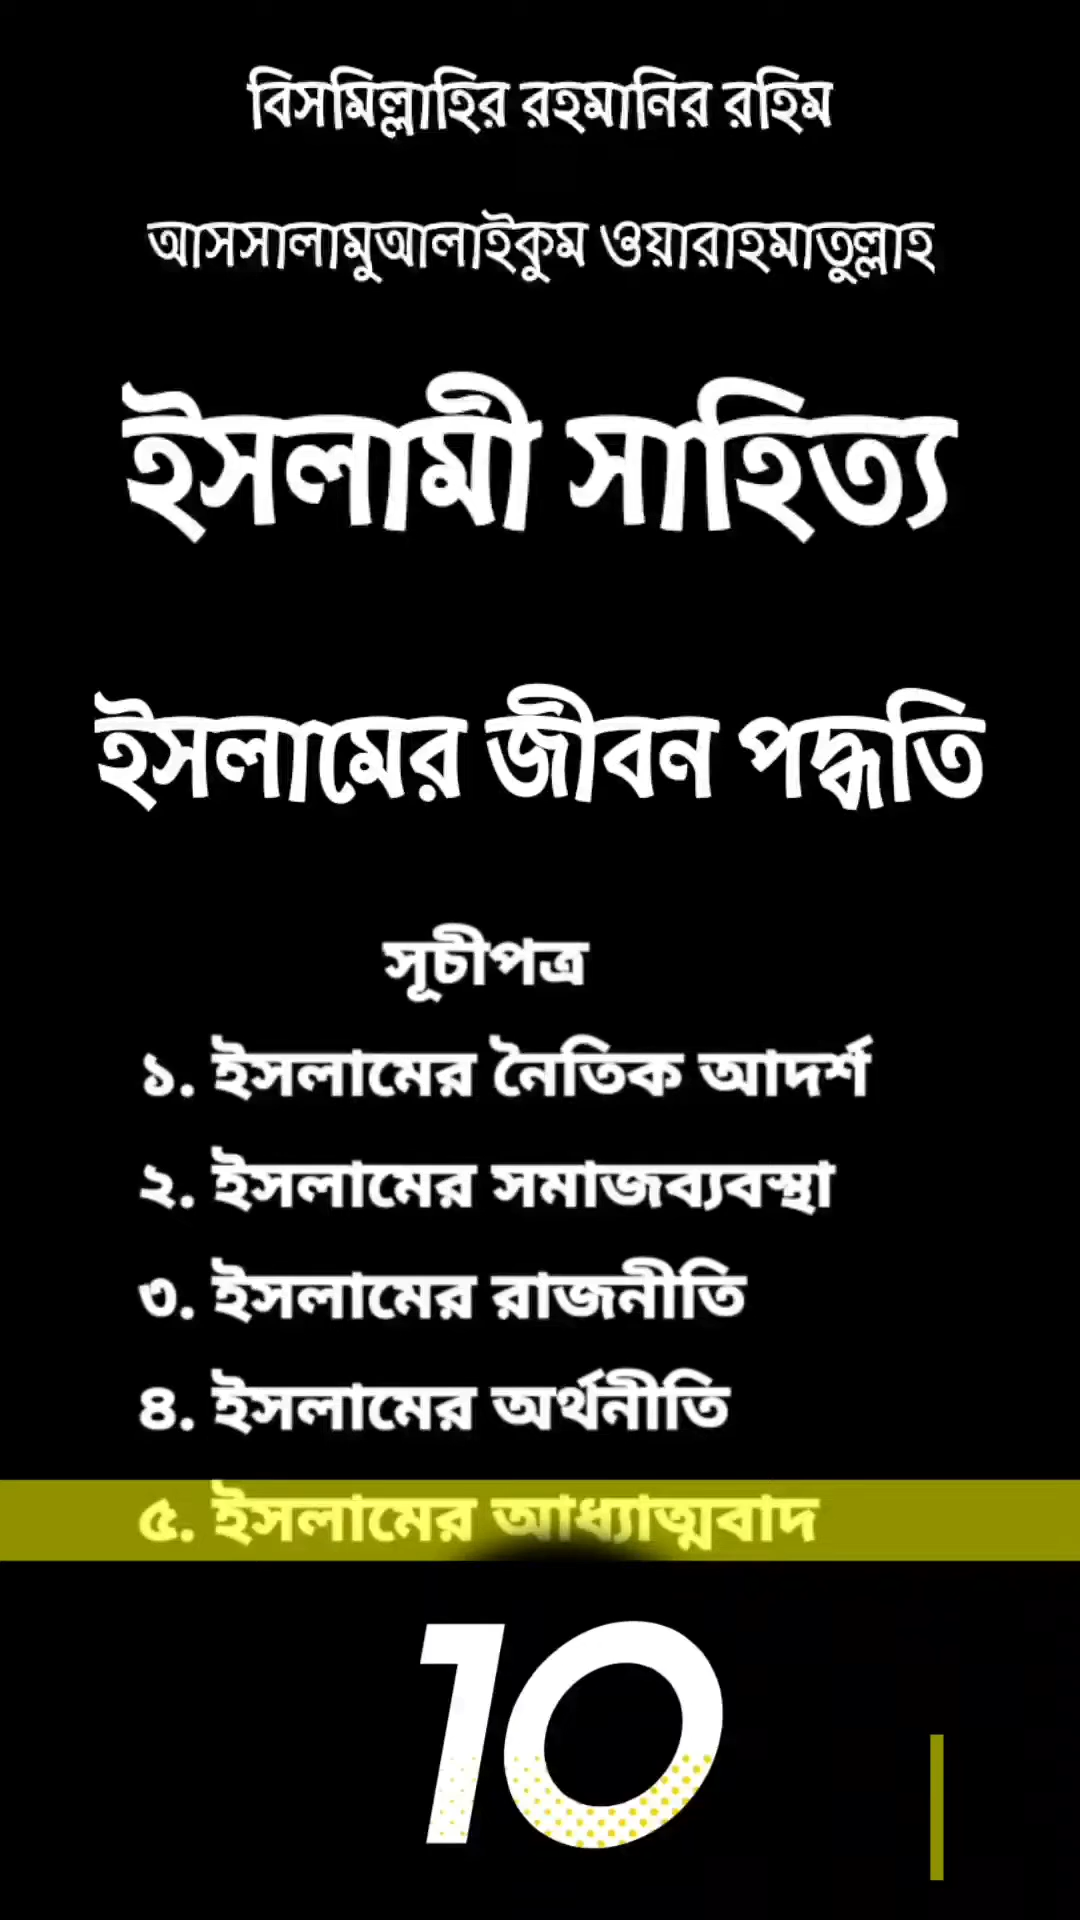 বিসমিল্লাহির রহমানির রহিম
আসসালামুআলাইকুম ওয়ারাহমাতুল্লাহ
ইসলামী সাহিত্য
ইসলামের জীবন পদ্ধতি
সূচীপত্র
১. ইসলামের নৈতিক আদর্শ
২. ইসলামের সমাজব্যবস্থা
৩. ইসলামের রাজনীতি
৪. ইসলামের অর্থনীতি
৫. ইসলামের আধ্যাত্মবাদ
10